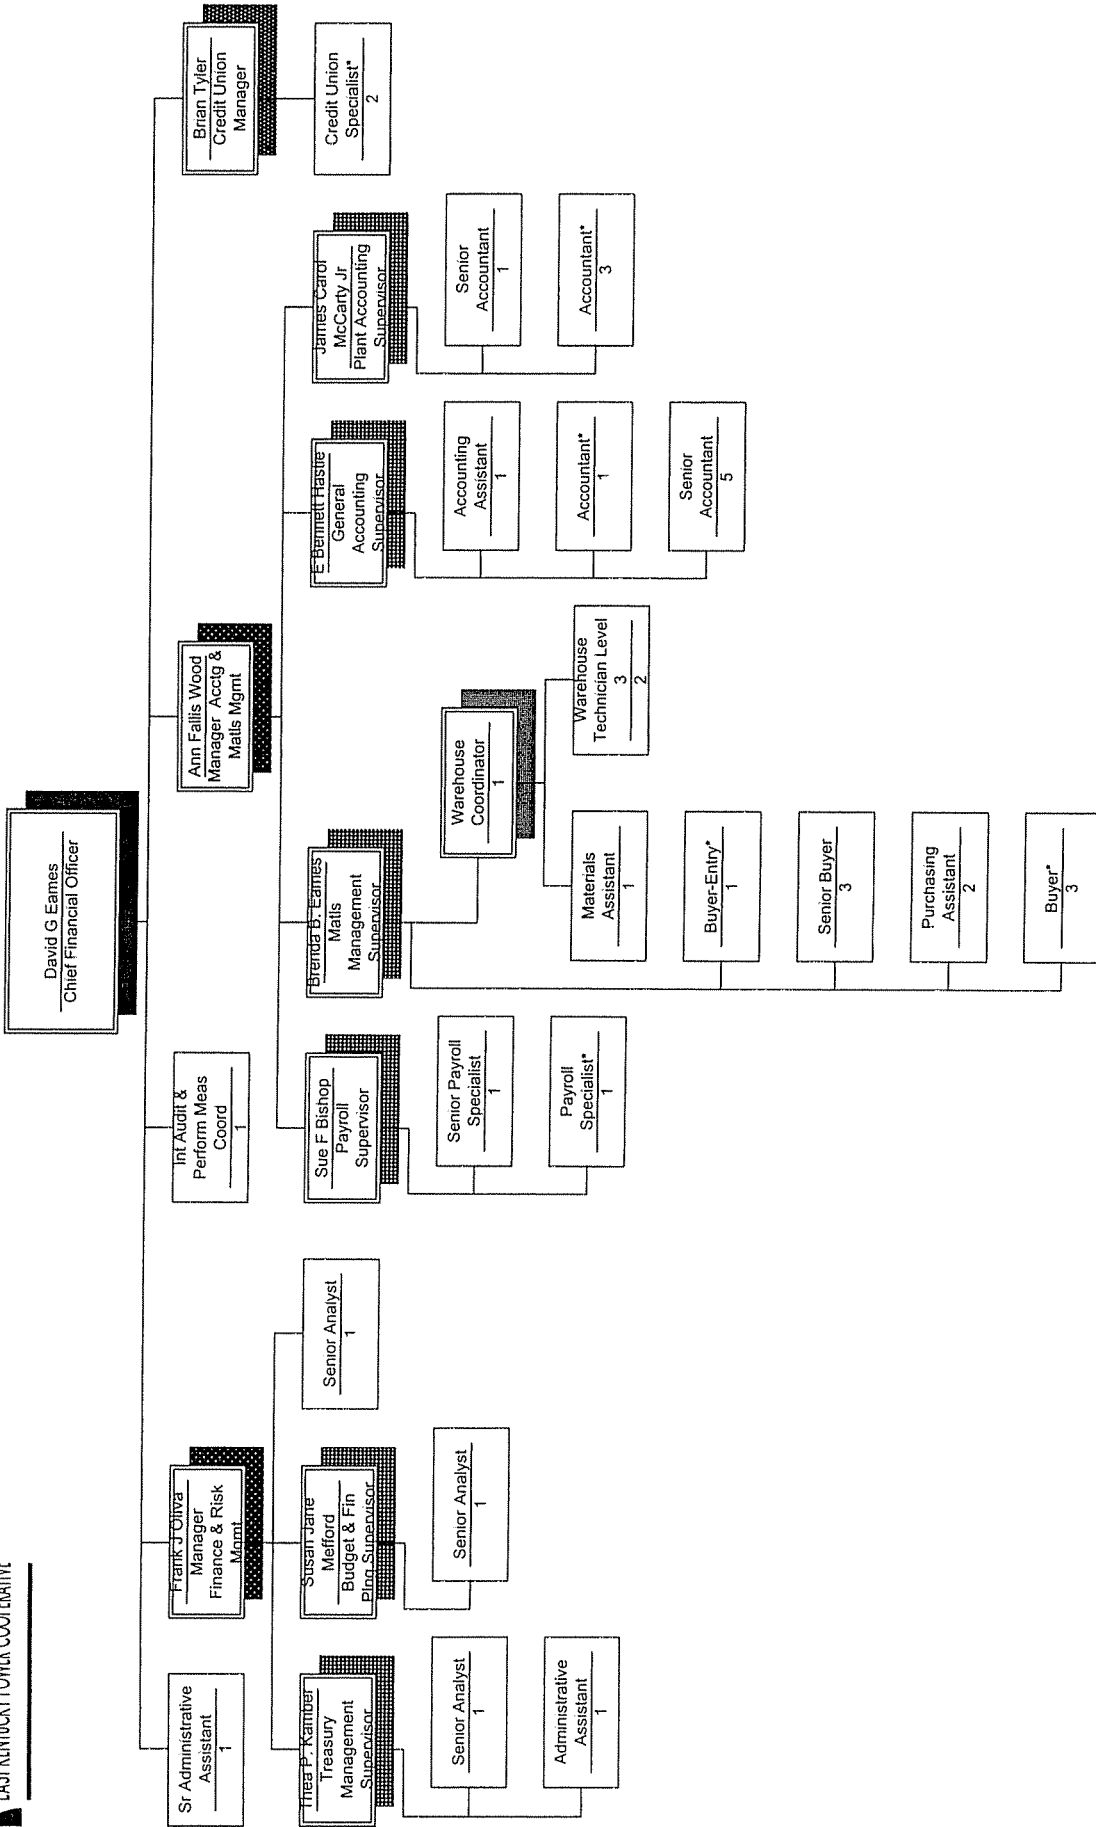 EAST KENTUCKY POWER COOPERATIVE
David G Eames
Chief Financial Officer
Sr Administrative
Assistant
1
Frank J Oliva
Manager
Finance & Risk
Mgmt
Int Audit &
Perform Meas
Coord
1
Ann Fallis Wood
Manager Acctg &
Matls Mgmt
Brian Tyler
Credit Union
Manager
Thea P. Kamber
Treasury
Management
Supervisor
Susan Jane
Mefford
Budget & Fin
Plng Supervisor
Senior Analyst
1
Sue F Bishop
Payroll
Supervisor
Brenda B. Eames
Matls
Management
Supervisor
E Bennett Hastie
General
Accounting
Supervisor
James Carol
McCarty Jr
Plant Accounting
Supervisor
Credit Union
Specialist*
2
Senior Analyst
1
Administrative
Assistant
1
Senior Analyst
1
Senior Payroll
Specialist
1
Payroll
Specialist*
1
Warehouse
Coordinator
1
Materials
Assistant
1
Warehouse
Technician Level
3
2
Buyer-Entry*
1
Senior Buyer
3
Purchasing
Assistant
2
Buyer*
3
Accounting
Assistant
1
Accountant*
1
Senior
Accountant
5
Senior
Accountant
1
Accountant*
3